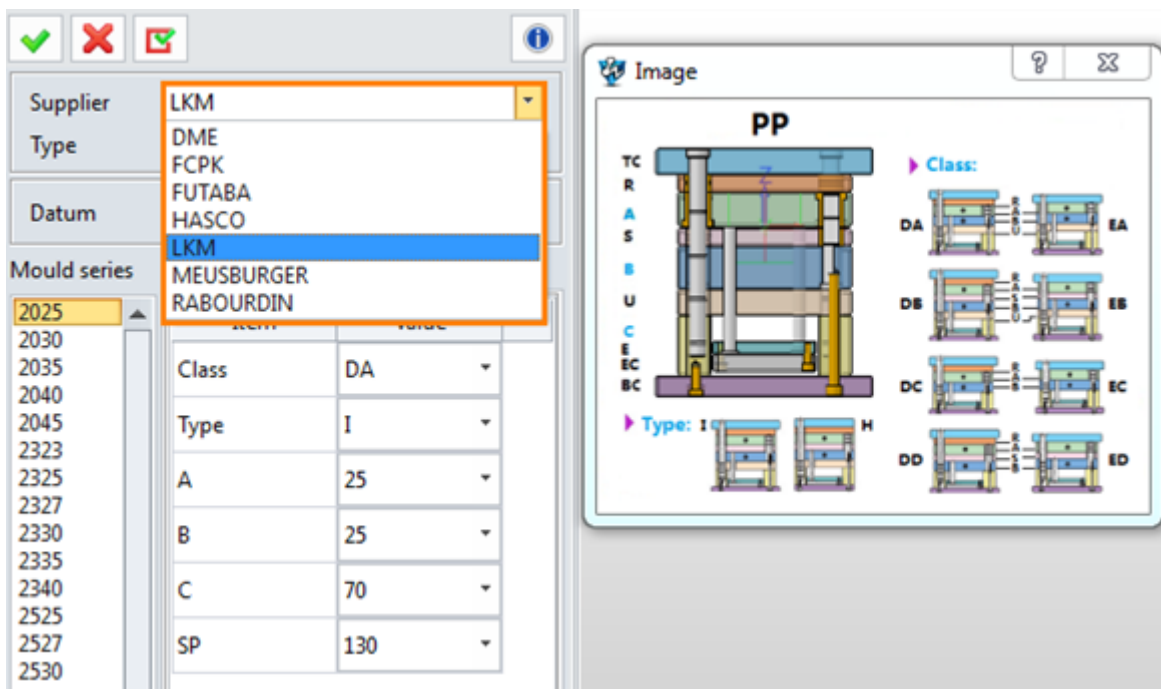 Supplier
LKM
DME
FCPK
FUTABA
HASCO
LKM
MEUSBURGER
RABOURDIN
Type
Datum
Mould series
2025
2030
2035
2040
2045
2323
2325
2327
2330
2335
2340
2525
2527
2530
Class DA
Type I
A 25
B 25
C 70
SP 130
Image
PP
TC
R
A
S
B
U
C
E
EC
BC
Class:
DA R A B U EA
DB R A S B U EB
DC R A B EC
DD R A S B ED
Type: I H